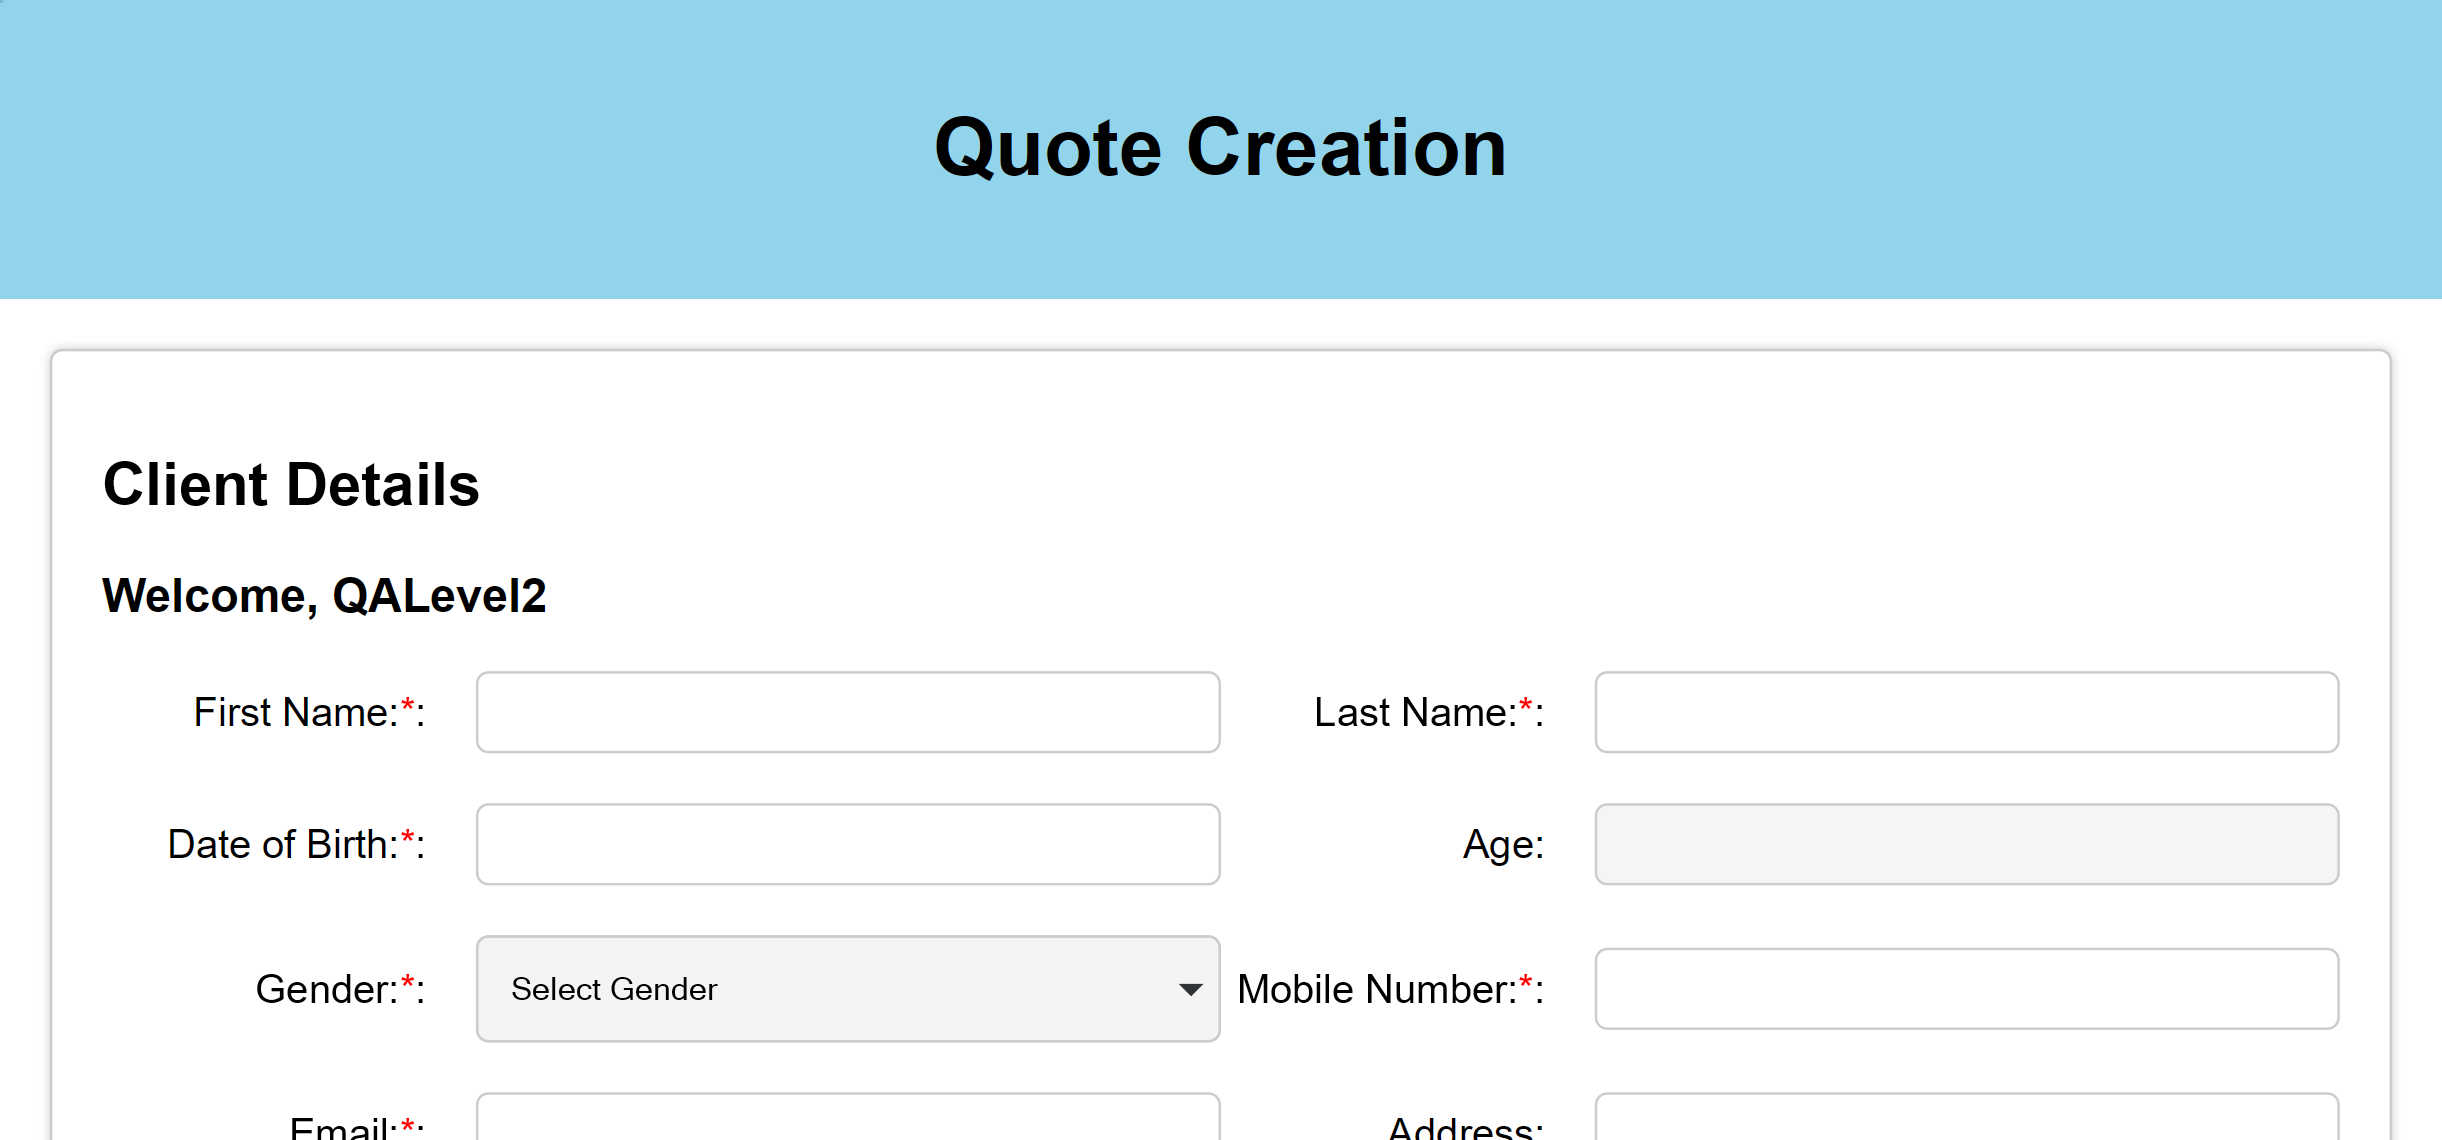 Quote Creation
Client Details
Welcome, QALevel2
First Name:*:
Last Name:*:
Date of Birth:*:
Age:
Gender:*:
Select Gender
Mobile Number:*:
Email:*:
Address: